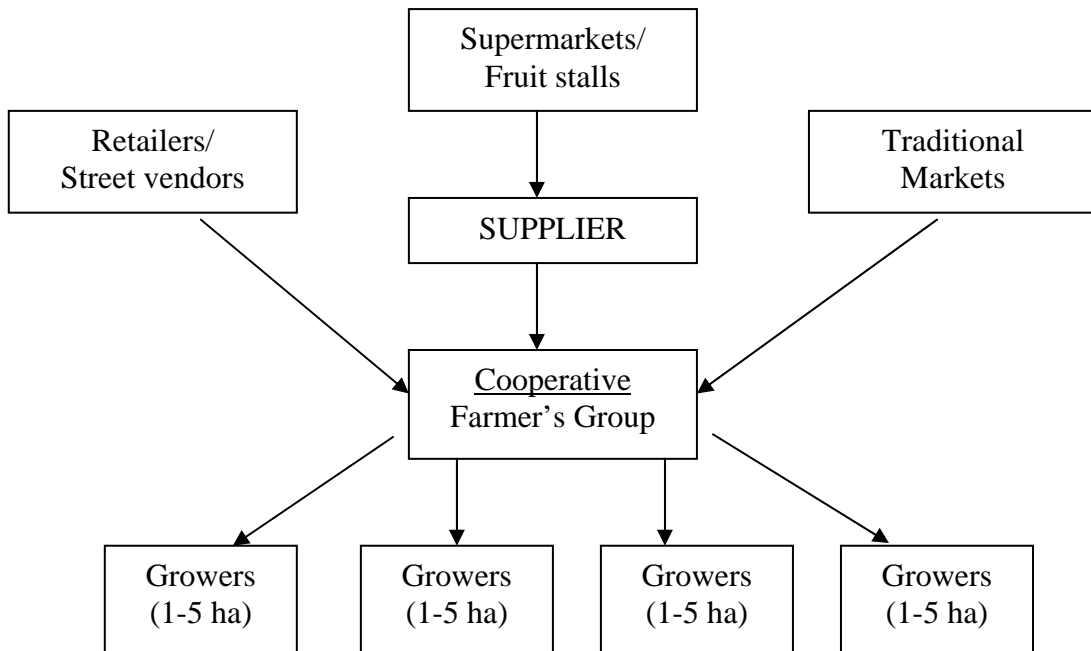 Supermarkets/
Fruit stalls
Retailers/
Street vendors
Traditional
Markets
SUPPLIER
Cooperative
Farmer’s Group
Growers
(1-5 ha)
Growers
(1-5 ha)
Growers
(1-5 ha)
Growers
(1-5 ha)